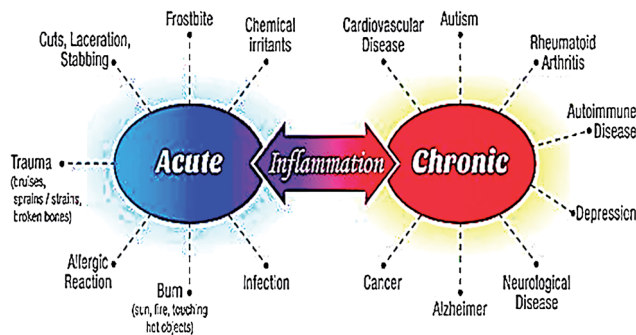 Frostbite
Cuts, Laceration,
Stabbing
Chemical
irritants
Trauma
(bruises,
sprains / strains,
broken bones)
Acute
Allergic
Reaction
Bum
(sun, fire, touching
hot objects)
Infection
Inflammation
Cardiovascular
Disease
Autism
Rheumatoid
Arthritis
Autoimmune
Disease
Chronic
Depression
Cancer
Alzheimer
Neurological
Disease